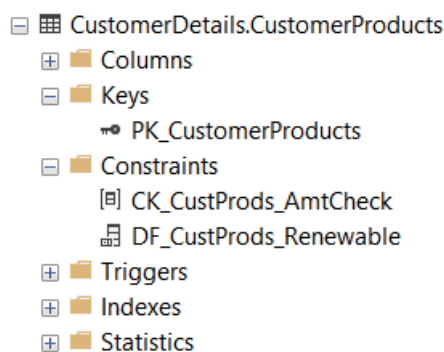 CustomerDetails.CustomerProducts
Columns
Keys
PK_CustomerProducts
Constraints
CK_CustProds_AmtCheck
DF_CustProds_Renewable
Triggers
Indexes
Statistics